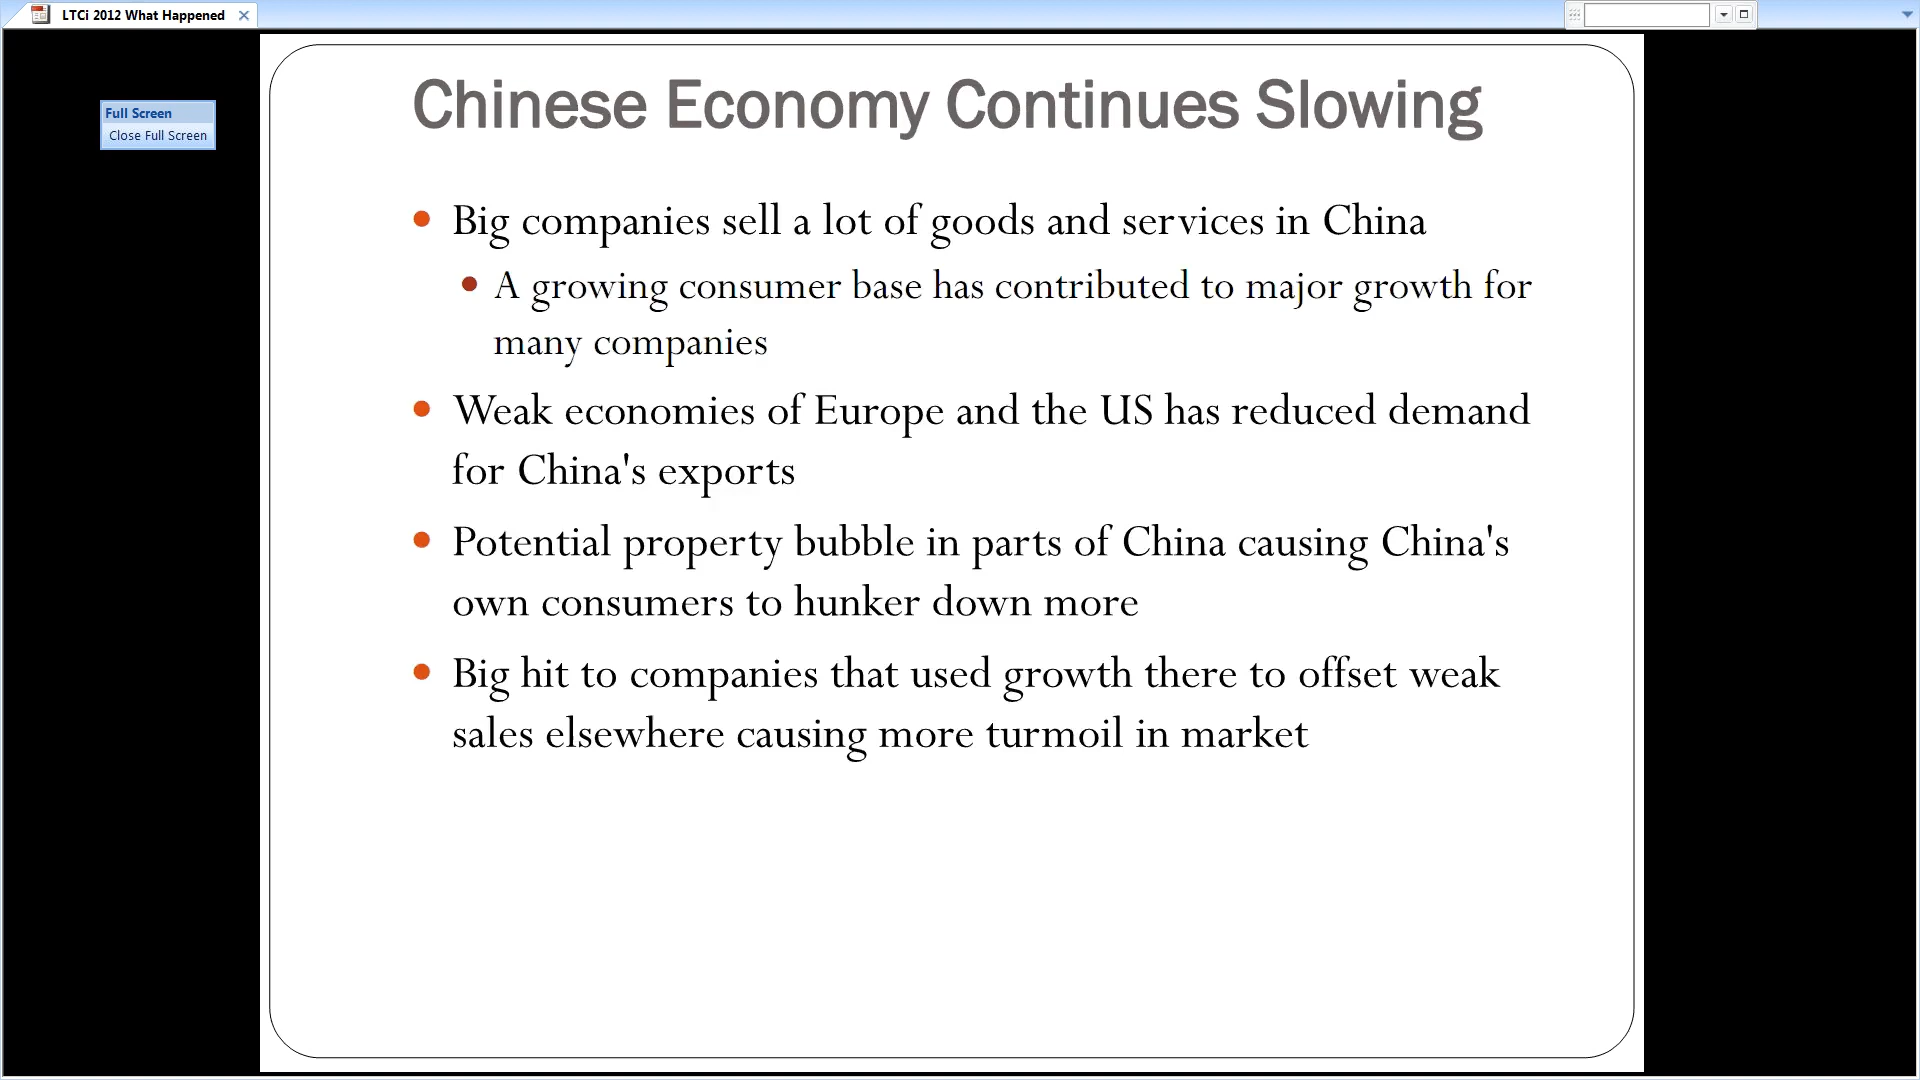 LTCi 2012 What Happened
Full Screen
Close Full Screen
Chinese Economy Continues Slowing
Big companies sell a lot of goods and services in China
A growing consumer base has contributed to major growth for
many companies
Weak economies of Europe and the US has reduced demand
for China's exports
Potential property bubble in parts of China causing China's
own consumers to hunker down more
Big hit to companies that used growth there to offset weak
sales elsewhere causing more turmoil in market